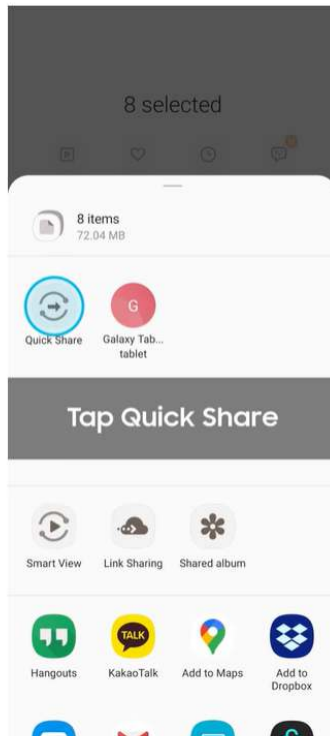 8 selected
8 items
72.04 MB
G
Quick Share
Galaxy Tab...
tablet
Tap Quick Share
Smart View
Link Sharing
Shared album
TALK
Hangouts
KakaoTalk
Add to Maps
Add to
Dropbox